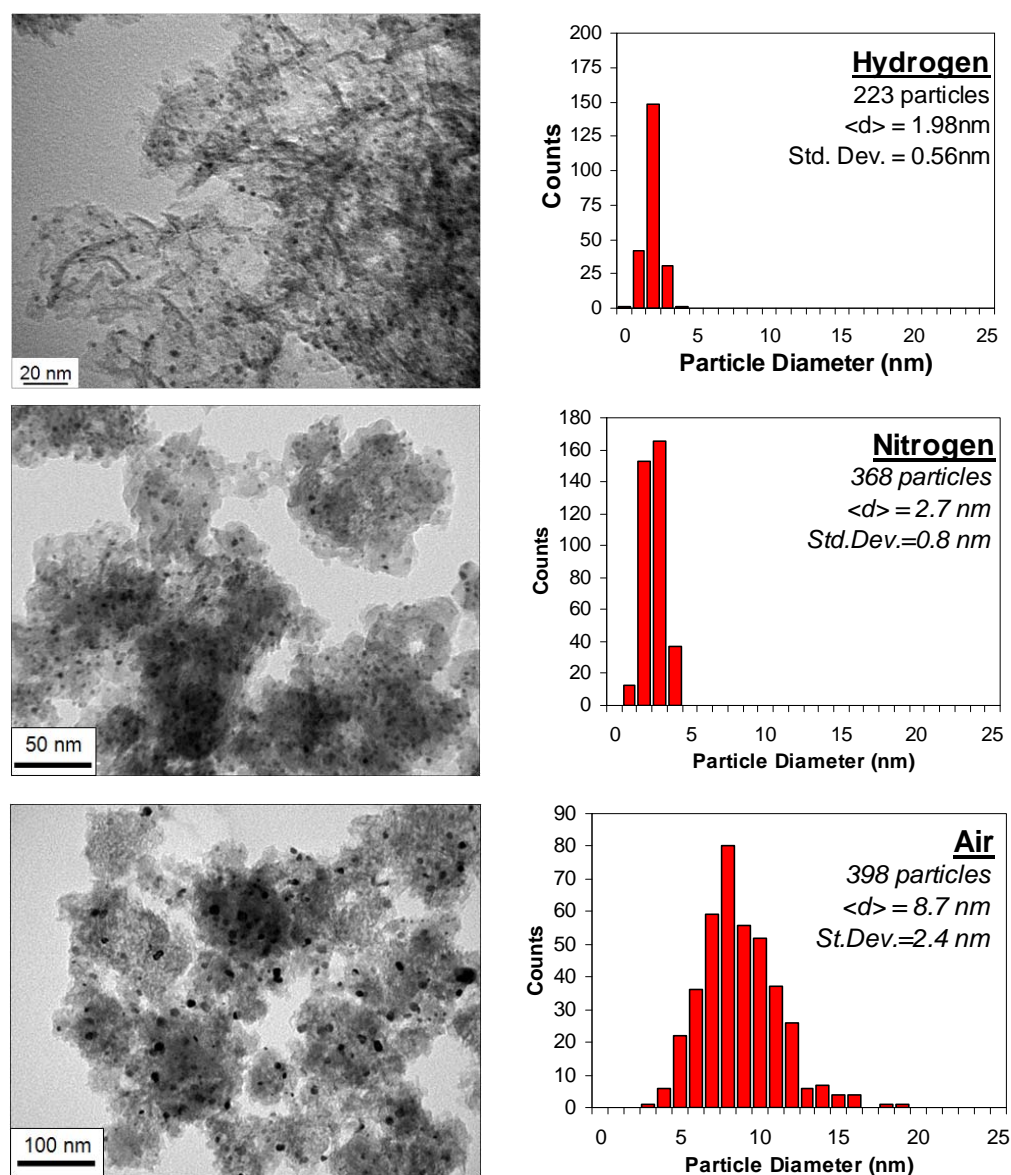 20 nm
200
175
150
125
100
75
50
25
0
Counts
Hydrogen
223 particles
<d> = 1.98nm
Std. Dev. = 0.56nm
0 5 10 15 20 25
Particle Diameter (nm)
50 nm
180
160
140
120
100
80
60
40
20
0
Counts
Nitrogen
368 particles
<d> = 2.7 nm
Std.Dev.=0.8 nm
0 5 10 15 20 25
Particle Diameter (nm)
100 nm
90
80
70
60
50
40
30
20
10
0
Counts
Air
398 particles
<d> = 8.7 nm
St.Dev.=2.4 nm
0 5 10 15 20 25
Particle Diameter (nm)